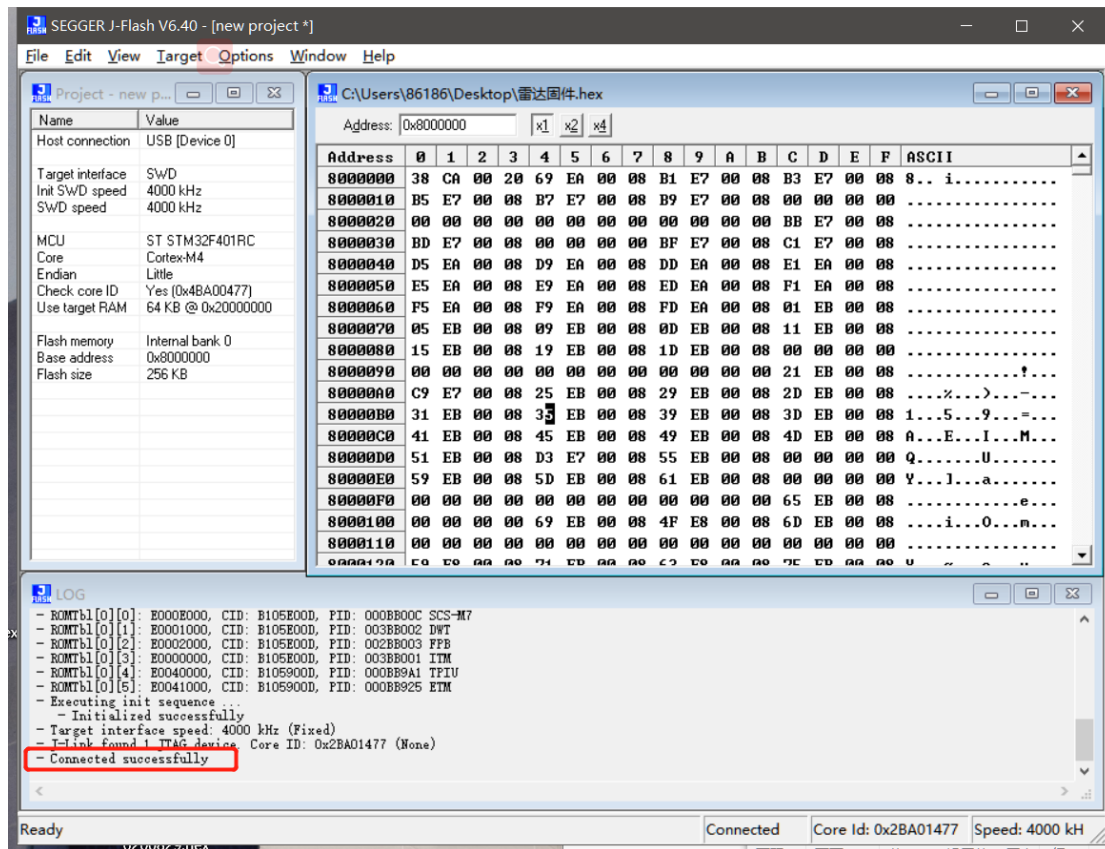 SEGGER J-Flash V6.40 - [new project *]
File Edit View Target Options Window Help
Project - new p...
Name Value
Host connection USB [Device 0]
Target interface SWD
Init SWD speed 4000 kHz
SWD speed 4000 kHz
MCU ST STM32F401RC
Core Cortex-M4
Endian Little
Check core ID Yes (0x4BA00477)
Use target RAM 64 KB @ 0x20000000
Flash memory Internal bank 0
Base address 0x8000000
Flash size 256 KB
C:\Users\86186\Desktop\雷达固件.hex
Address: 0x8000000 x1 x2 x4
Address 0 1 2 3 4 5 6 7 8 9 A B C D E F ASCII
8000000 38 CA 00 20 69 EA 00 08 B1 E7 00 08 B3 E7 00 08 8.. i...........
8000010 B5 E7 00 08 B7 E7 00 08 B9 E7 00 08 00 00 00 00 ................
8000020 00 00 00 00 00 00 00 00 00 00 00 00 BB E7 00 08 ................
8000030 BD E7 00 08 00 00 00 00 BF E7 00 08 C1 E7 00 08 ................
8000040 D5 EA 00 08 D9 EA 00 08 DD EA 00 08 E1 EA 00 08 ................
8000050 E5 EA 00 08 E9 EA 00 08 ED EA 00 08 F1 EA 00 08 ................
8000060 F5 EA 00 08 F9 EA 00 08 FD EA 00 08 01 EB 00 08 ................
8000070 05 EB 00 08 09 EB 00 08 0D EB 00 08 11 EB 00 08 ................
8000080 15 EB 00 08 19 EB 00 08 1D EB 00 08 00 00 00 00 ................
8000090 00 00 00 00 00 00 00 00 00 00 00 00 21 EB 00 08 ............!...
80000A0 C9 E7 00 08 25 EB 00 08 29 EB 00 08 2D EB 00 08 ....%...)...-...
80000B0 31 EB 00 08 35 EB 00 08 39 EB 00 08 3D EB 00 08 1...5...9...=...
80000C0 41 EB 00 08 45 EB 00 08 49 EB 00 08 4D EB 00 08 A...E...I...M...
80000D0 51 EB 00 08 D3 E7 00 08 55 EB 00 08 00 00 00 00 Q.......U.......
80000E0 59 EB 00 08 5D EB 00 08 61 EB 00 08 00 00 00 00 Y...]...a.......
80000F0 00 00 00 00 00 00 00 00 00 00 00 00 65 EB 00 08 ............e...
8000100 00 00 00 00 69 EB 00 08 4F E8 00 08 6D EB 00 08 ....i...O...m...
8000110 00 00 00 00 00 00 00 00 00 00 00 00 00 00 00 00 ................
LOG
- ROMTbl[0][0]: E000E000, CID: B105E00D, PID: 000BB00C SCS-M7
- ROMTbl[0][1]: E0001000, CID: B105E00D, PID: 003BB002 DWT
- ROMTbl[0][2]: E0002000, CID: B105E00D, PID: 002BB003 FPB
- ROMTbl[0][3]: E0000000, CID: B105E00D, PID: 003BB001 ITM
- ROMTbl[0][4]: E0040000, CID: B105900D, PID: 000BB9A1 TPIU
- ROMTbl[0][5]: E0041000, CID: B105900D, PID: 000BB925 ETM
- Executing init sequence ...
- Initialized successfully
- Target interface speed: 4000 kHz (Fixed)
- J-Link found 1 JTAG device. Core ID: 0x2BA01477 (None)
- Connected successfully
Ready Connected Core Id: 0x2BA01477 Speed: 4000 kH